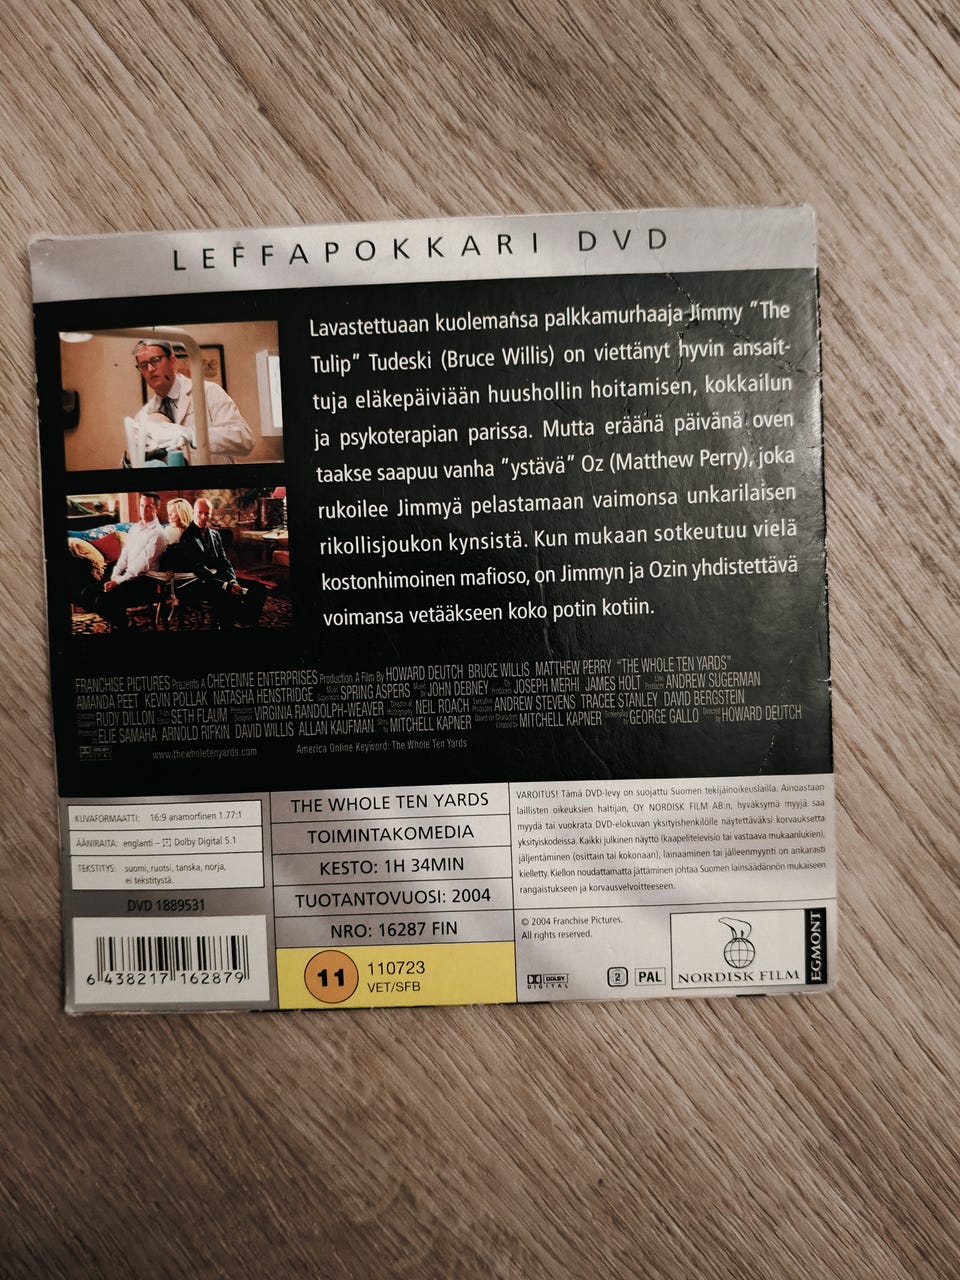 LEFFAPOKKARI DVD
Lavastettuaan kuolemansa palkkamurhaaja Jimmy "The
Tulip" Tudeski (Bruce Willis) on viettänyt hyvin ansait-
tuja eläkepäiviään huushollin hoitamisen, kokkailun
ja psykoterapian parissa. Mutta eräänä päivänä oven
taakse saapuu vanha "ystävä" Oz (Matthew Perry), joka
rukoilee Jimmyä pelastamaan vaimonsa unkarilaisen
rikollisjoukon kynsistä. Kun mukaan sotkeutuu vielä
kostonhimoinen mafioso, on Jimmyn ja Ozin yhdistettävä
voimansa vetääkseen koko potin kotiin.
FRANCHISE PICTURES Presents A CHEYENNE ENTERPRISES Production A Film By HOWARD DEUTCH BRUCE WILLIS MATTHEW PERRY "THE WHOLE TEN YARDS"
AMANDA PEET KEVIN POLLAK NATASHA HENSTRIDGE SPRING ASPERS JOHN DEBNEY JOSEPH MERHI JAMES HOLT ANDREW SUGERMAN
RUDY DILLON SETH FLAUM VIRGINIA RANDOLPH-WEAVER NEIL ROACH ANDREW STEVENS TRACEE STANLEY DAVID BERGSTEIN
ELIE SAMAHA ARNOLD RIFKIN DAVID WILLIS ALLAN KAUFMAN MITCHELL KAPNER MITCHELL KAPNER GEORGE GALLO HOWARD DEUTCH
DOLBY DIGITAL www.thewholetenyards.com America Online Keyword: The Whole Ten Yards
KUVAFORMAATTI: 16:9 anamorfinen 1.77:1
ÄÄNIRAITA: englanti – Dolby Digital 5.1
TEKSTITYS: suomi, ruotsi, tanska, norja,
ei tekstitystä.
DVD 1889531
6 438217 162879
THE WHOLE TEN YARDS
TOIMINTAKOMEDIA
KESTO: 1H 34MIN
TUOTANTOVUOSI: 2004
NRO: 16287 FIN
11 110723
VET/SFB
VAROITUS! Tämä DVD-levy on suojattu Suomen tekijäinoikeuslailla. Ainoastaan
laillisten oikeuksien haltijan, OY NORDISK FILM AB:n, hyväksymä myyjä saa
myydä tai vuokrata DVD-elokuvan yksityishenkilölle näytettäväksi korvauksetta
yksityiskodeissa. Kaikki julkinen näyttö (kaapelitelevisio tai vastaava mukaanlukien),
jäljentäminen (osittain tai kokonaan), lainaaminen tai jälleenmyynti on ankarasti
kielletty. Kiellon noudattamatta jättäminen johtaa Suomen lainsäädännön mukaiseen
rangaistukseen ja korvausvelvoitteeseen.
© 2004 Franchise Pictures.
All rights reserved.
DOLBY
DIGITAL
2 PAL
NORDISK FILM
EGMONT